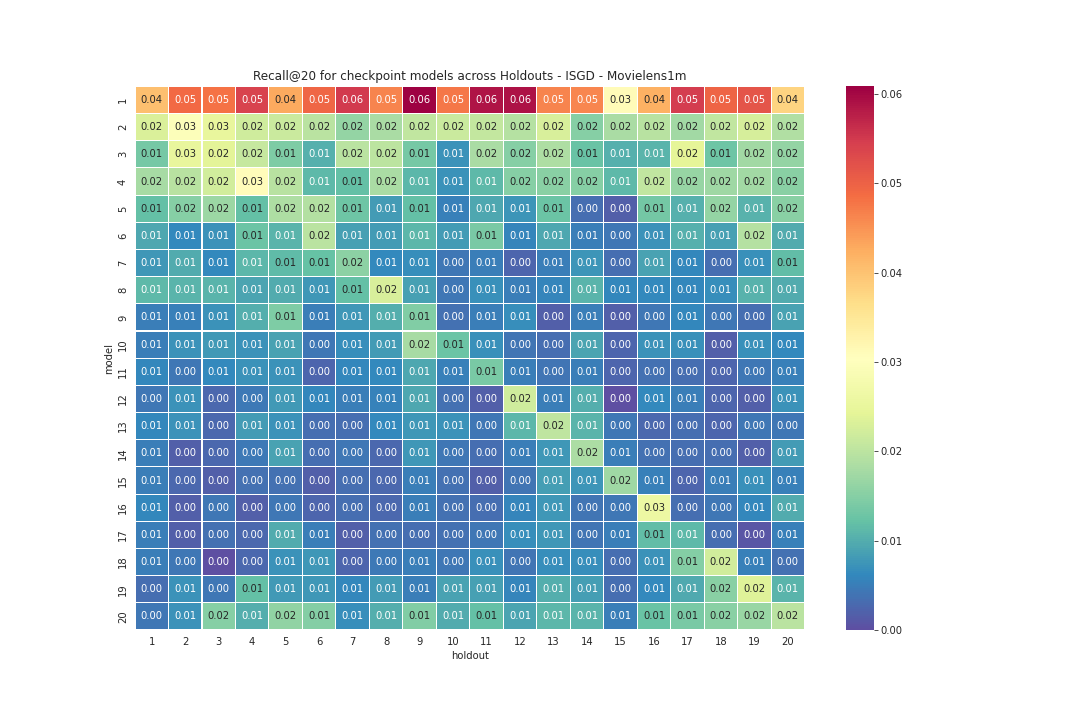 Recall@20 for checkpoint models across Holdouts - ISGD - Movielens1m
1 0.04 0.05 0.05 0.05 0.04 0.05 0.06 0.05 0.06 0.05 0.06 0.06 0.05 0.05 0.03 0.04 0.05 0.05 0.05 0.04
2 0.02 0.03 0.03 0.02 0.02 0.02 0.02 0.02 0.02 0.02 0.02 0.02 0.02 0.02 0.02 0.02 0.02 0.02 0.02 0.02
3 0.01 0.03 0.02 0.02 0.01 0.01 0.02 0.02 0.01 0.01 0.02 0.02 0.02 0.01 0.01 0.01 0.02 0.01 0.02 0.02
4 0.02 0.02 0.02 0.03 0.02 0.01 0.01 0.02 0.01 0.01 0.01 0.02 0.02 0.02 0.01 0.02 0.02 0.02 0.02 0.02
5 0.01 0.02 0.02 0.01 0.02 0.02 0.01 0.01 0.01 0.01 0.01 0.01 0.01 0.00 0.00 0.01 0.01 0.02 0.01 0.02
6 0.01 0.01 0.01 0.01 0.01 0.02 0.01 0.01 0.01 0.01 0.01 0.01 0.01 0.01 0.00 0.01 0.01 0.01 0.02 0.01
7 0.01 0.01 0.01 0.01 0.01 0.01 0.02 0.01 0.01 0.00 0.01 0.00 0.01 0.01 0.00 0.01 0.01 0.00 0.01 0.01
8 0.01 0.01 0.01 0.01 0.01 0.01 0.01 0.02 0.01 0.00 0.01 0.01 0.01 0.01 0.01 0.01 0.01 0.01 0.01 0.01
9 0.01 0.01 0.01 0.01 0.01 0.01 0.01 0.01 0.01 0.00 0.01 0.01 0.00 0.01 0.00 0.01 0.01 0.00 0.00 0.01
10 0.01 0.01 0.01 0.01 0.01 0.00 0.01 0.01 0.02 0.01 0.01 0.00 0.00 0.01 0.00 0.01 0.01 0.00 0.01 0.01
11 0.01 0.00 0.01 0.01 0.01 0.00 0.01 0.01 0.01 0.01 0.01 0.01 0.00 0.01 0.00 0.00 0.00 0.00 0.00 0.01
12 0.00 0.01 0.00 0.00 0.01 0.01 0.01 0.01 0.01 0.00 0.00 0.02 0.01 0.01 0.00 0.01 0.01 0.00 0.00 0.01
13 0.01 0.01 0.00 0.01 0.01 0.00 0.00 0.01 0.01 0.01 0.00 0.01 0.02 0.01 0.00 0.00 0.00 0.00 0.00 0.00
14 0.01 0.00 0.00 0.00 0.01 0.00 0.00 0.00 0.01 0.00 0.00 0.01 0.01 0.02 0.01 0.00 0.00 0.00 0.00 0.01
15 0.01 0.00 0.00 0.00 0.00 0.00 0.00 0.00 0.01 0.01 0.00 0.00 0.01 0.01 0.02 0.01 0.00 0.01 0.01 0.01
16 0.01 0.00 0.00 0.00 0.00 0.00 0.00 0.00 0.01 0.00 0.00 0.01 0.01 0.00 0.00 0.03 0.00 0.00 0.01 0.01
17 0.01 0.00 0.00 0.00 0.01 0.01 0.00 0.00 0.00 0.00 0.00 0.00 0.01 0.01 0.01 0.01 0.01 0.00 0.00 0.01
18 0.01 0.00 0.00 0.00 0.01 0.01 0.00 0.00 0.01 0.01 0.00 0.01 0.01 0.01 0.00 0.01 0.01 0.02 0.01 0.00
19 0.00 0.01 0.00 0.01 0.01 0.01 0.00 0.01 0.01 0.01 0.01 0.01 0.01 0.01 0.00 0.01 0.01 0.02 0.02 0.01
20 0.00 0.01 0.02 0.01 0.02 0.01 0.01 0.01 0.01 0.01 0.01 0.01 0.01 0.01 0.01 0.01 0.01 0.02 0.02 0.02
1 2 3 4 5 6 7 8 9 10 11 12 13 14 15 16 17 18 19 20
holdout
model
0.06
0.05
0.04
0.03
0.02
0.01
0.00